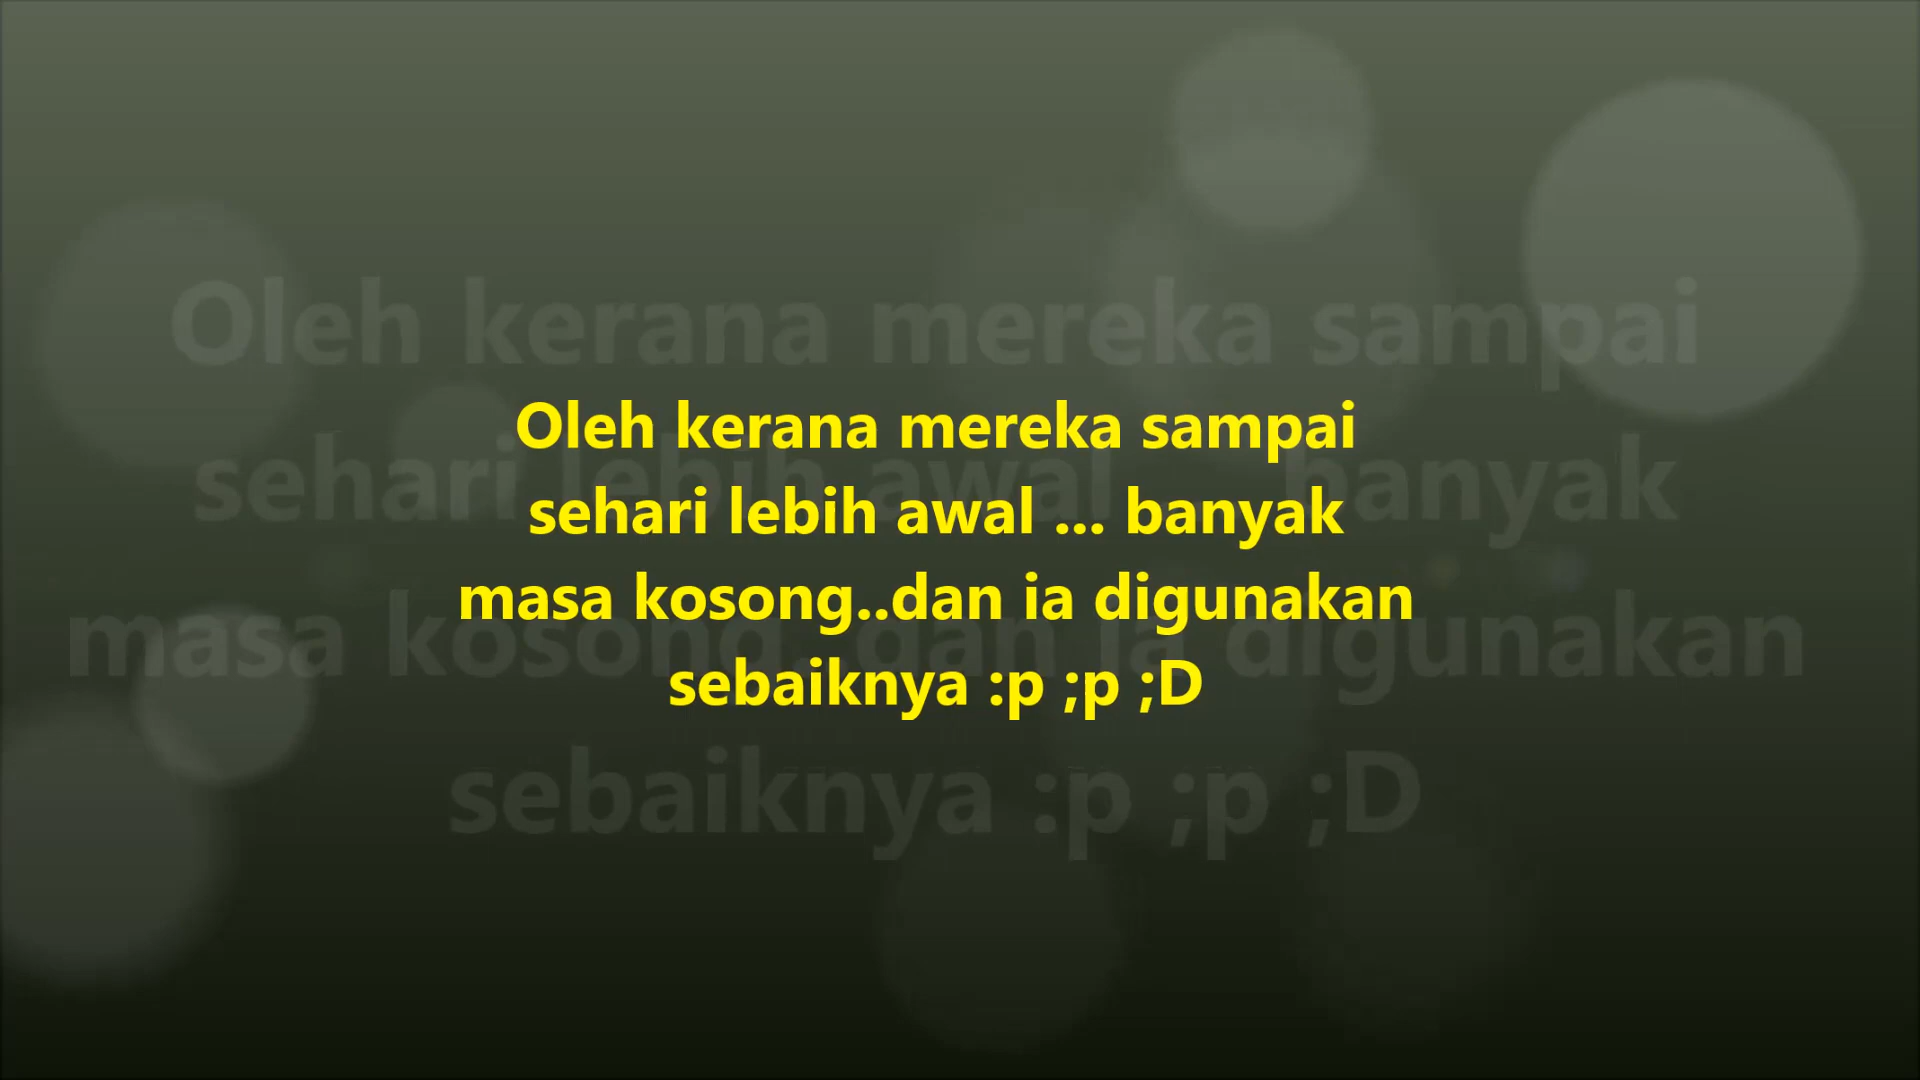 Oleh kerana mereka sampai
sehari lebih awal ... banyak
masa kosong..dan ia digunakan
sebaiknya :p ;p ;D